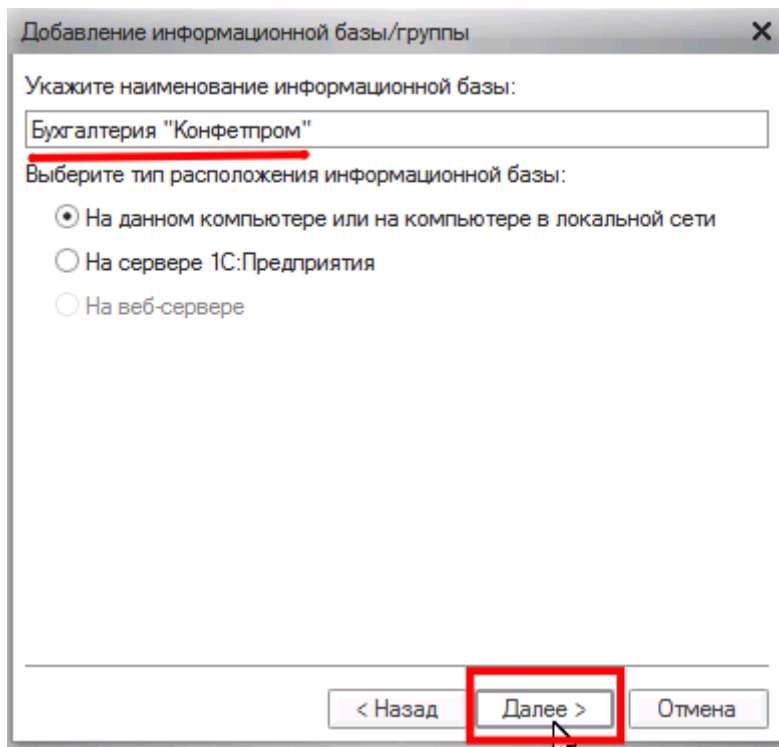 Добавление информационной базы/группы
Укажите наименование информационной базы:
Бухгалтерия "Конфетпром"
Выберите тип расположения информационной базы:
На данном компьютере или на компьютере в локальной сети
На сервере 1С:Предприятия
На веб-сервере
< Назад Далее > Отмена